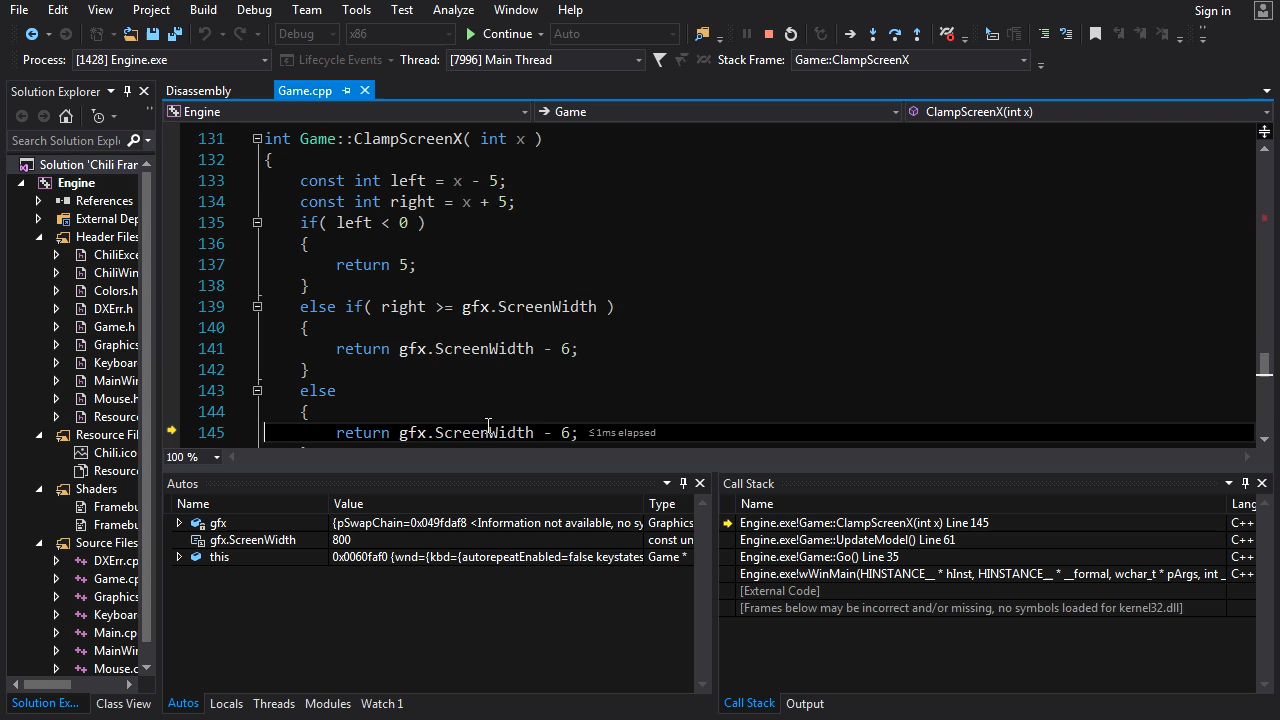 File Edit View Project Build Debug Team Tools Test Analyze Window Help Sign in
Debug x86 Continue Auto
Process: [1428] Engine.exe Lifecycle Events Thread: [7996] Main Thread Stack Frame: Game::ClampScreenX
Solution Explorer
Search Solution Explo
Solution 'Chili Fran
Engine
References
External Dep
Header Files
ChiliExce
ChiliWin
Colors.h
DXErr.h
Game.h
Graphics
Keyboar
MainWin
Mouse.h
Resource
Resource Fil
Chili.ico
Resource
Shaders
Framebu
Framebu
Source Files
DXErr.cp
Game.cp
Graphics
Keyboar
Main.cp
MainWin
Mouse.c
Solution Ex... Class View
Disassembly Game.cpp
Engine Game ClampScreenX(int x)
131 int Game::ClampScreenX( int x )
132 {
133 const int left = x - 5;
134 const int right = x + 5;
135 if( left < 0 )
136 {
137 return 5;
138 }
139 else if( right >= gfx.ScreenWidth )
140 {
141 return gfx.ScreenWidth - 6;
142 }
143 else
144 {
145 return gfx.ScreenWidth - 6; ≤1ms elapsed
100 %
Autos
Name Value Type
gfx {pSwapChain=0x049fdaf8 <Information not available, no sy Graphics
gfx.ScreenWidth 800 const un
this 0x0060faf0 {wnd={kbd={autorepeatEnabled=false keystates Game *
Autos Locals Threads Modules Watch 1
Call Stack
Name Lang
Engine.exe!Game::ClampScreenX(int x) Line 145 C++
Engine.exe!Game::UpdateModel() Line 61 C++
Engine.exe!Game::Go() Line 35 C++
Engine.exe!wWinMain(HINSTANCE__ * hInst, HINSTANCE__ * __formal, wchar_t * pArgs, int _ C++
[External Code]
[Frames below may be incorrect and/or missing, no symbols loaded for kernel32.dll]
Call Stack Output